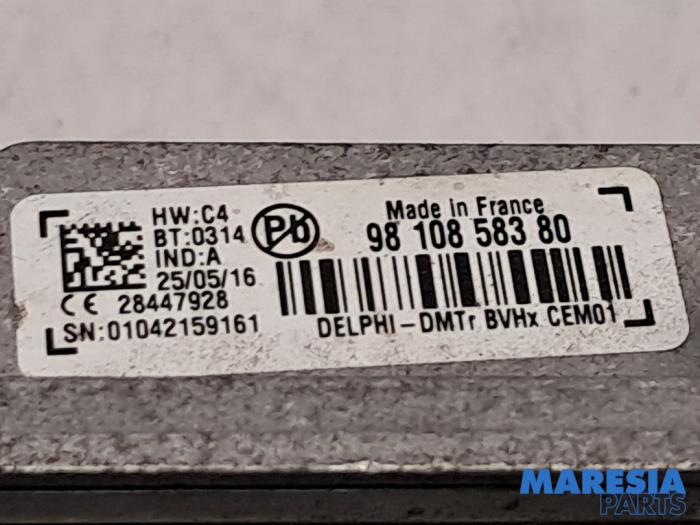 HW:C4
BT:0314
IND:A
25/05/16
CE 28447928
SN:01042159161
Pb
Made in France
98 108 583 80
DELPHI-DMTr BVHx CEM01
MARESIA
PARTS